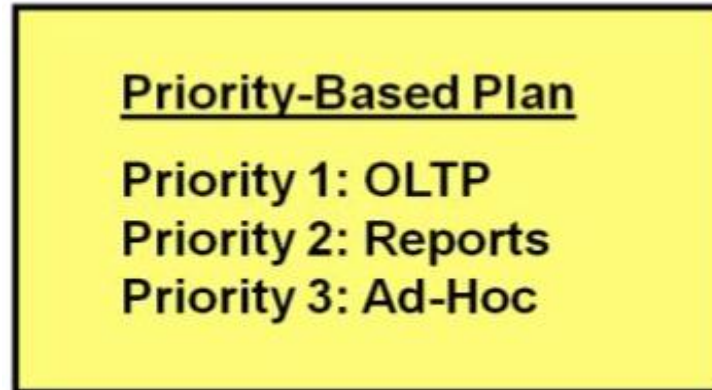 Priority-Based Plan
Priority 1: OLTP
Priority 2: Reports
Priority 3: Ad-Hoc